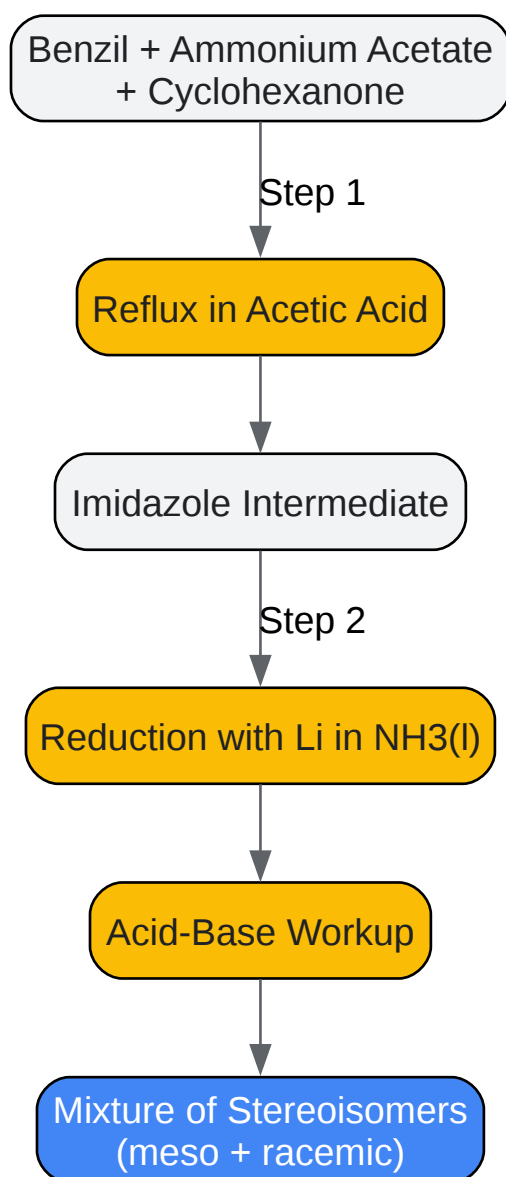 Benzil + Ammonium Acetate
+ Cyclohexanone
Step 1
Reflux in Acetic Acid
Imidazole Intermediate
Step 2
Reduction with Li in NH3(l)
Acid-Base Workup
Mixture of Stereoisomers
(meso + racemic)